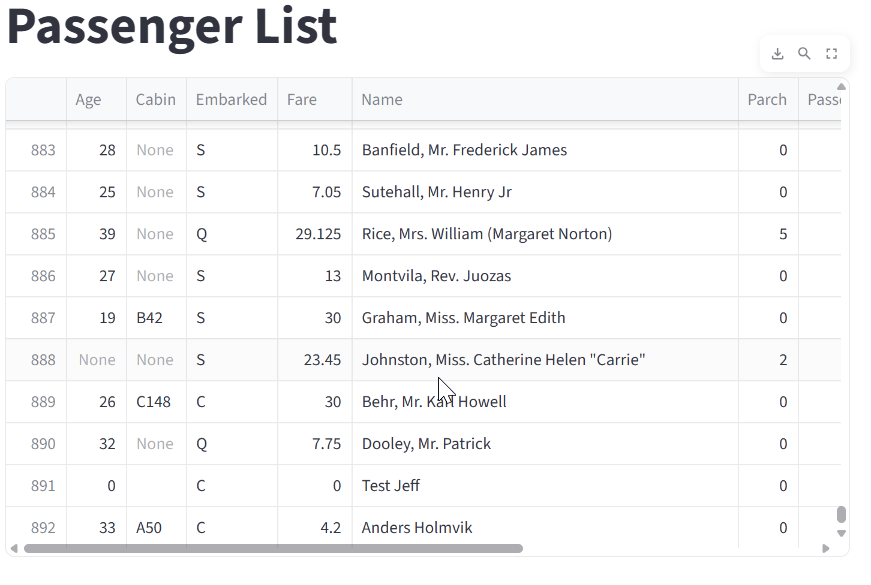 Passenger List
Age Cabin Embarked Fare Name Parch Passe
883 28 None S 10.5 Banfield, Mr. Frederick James 0
884 25 None S 7.05 Sutehall, Mr. Henry Jr 0
885 39 None Q 29.125 Rice, Mrs. William (Margaret Norton) 5
886 27 None S 13 Montvila, Rev. Juozas 0
887 19 B42 S 30 Graham, Miss. Margaret Edith 0
888 None None S 23.45 Johnston, Miss. Catherine Helen "Carrie" 2
889 26 C148 C 30 Behr, Mr. Karl Howell 0
890 32 None Q 7.75 Dooley, Mr. Patrick 0
891 0 C 0 Test Jeff 0
892 33 A50 C 4.2 Anders Holmvik 0